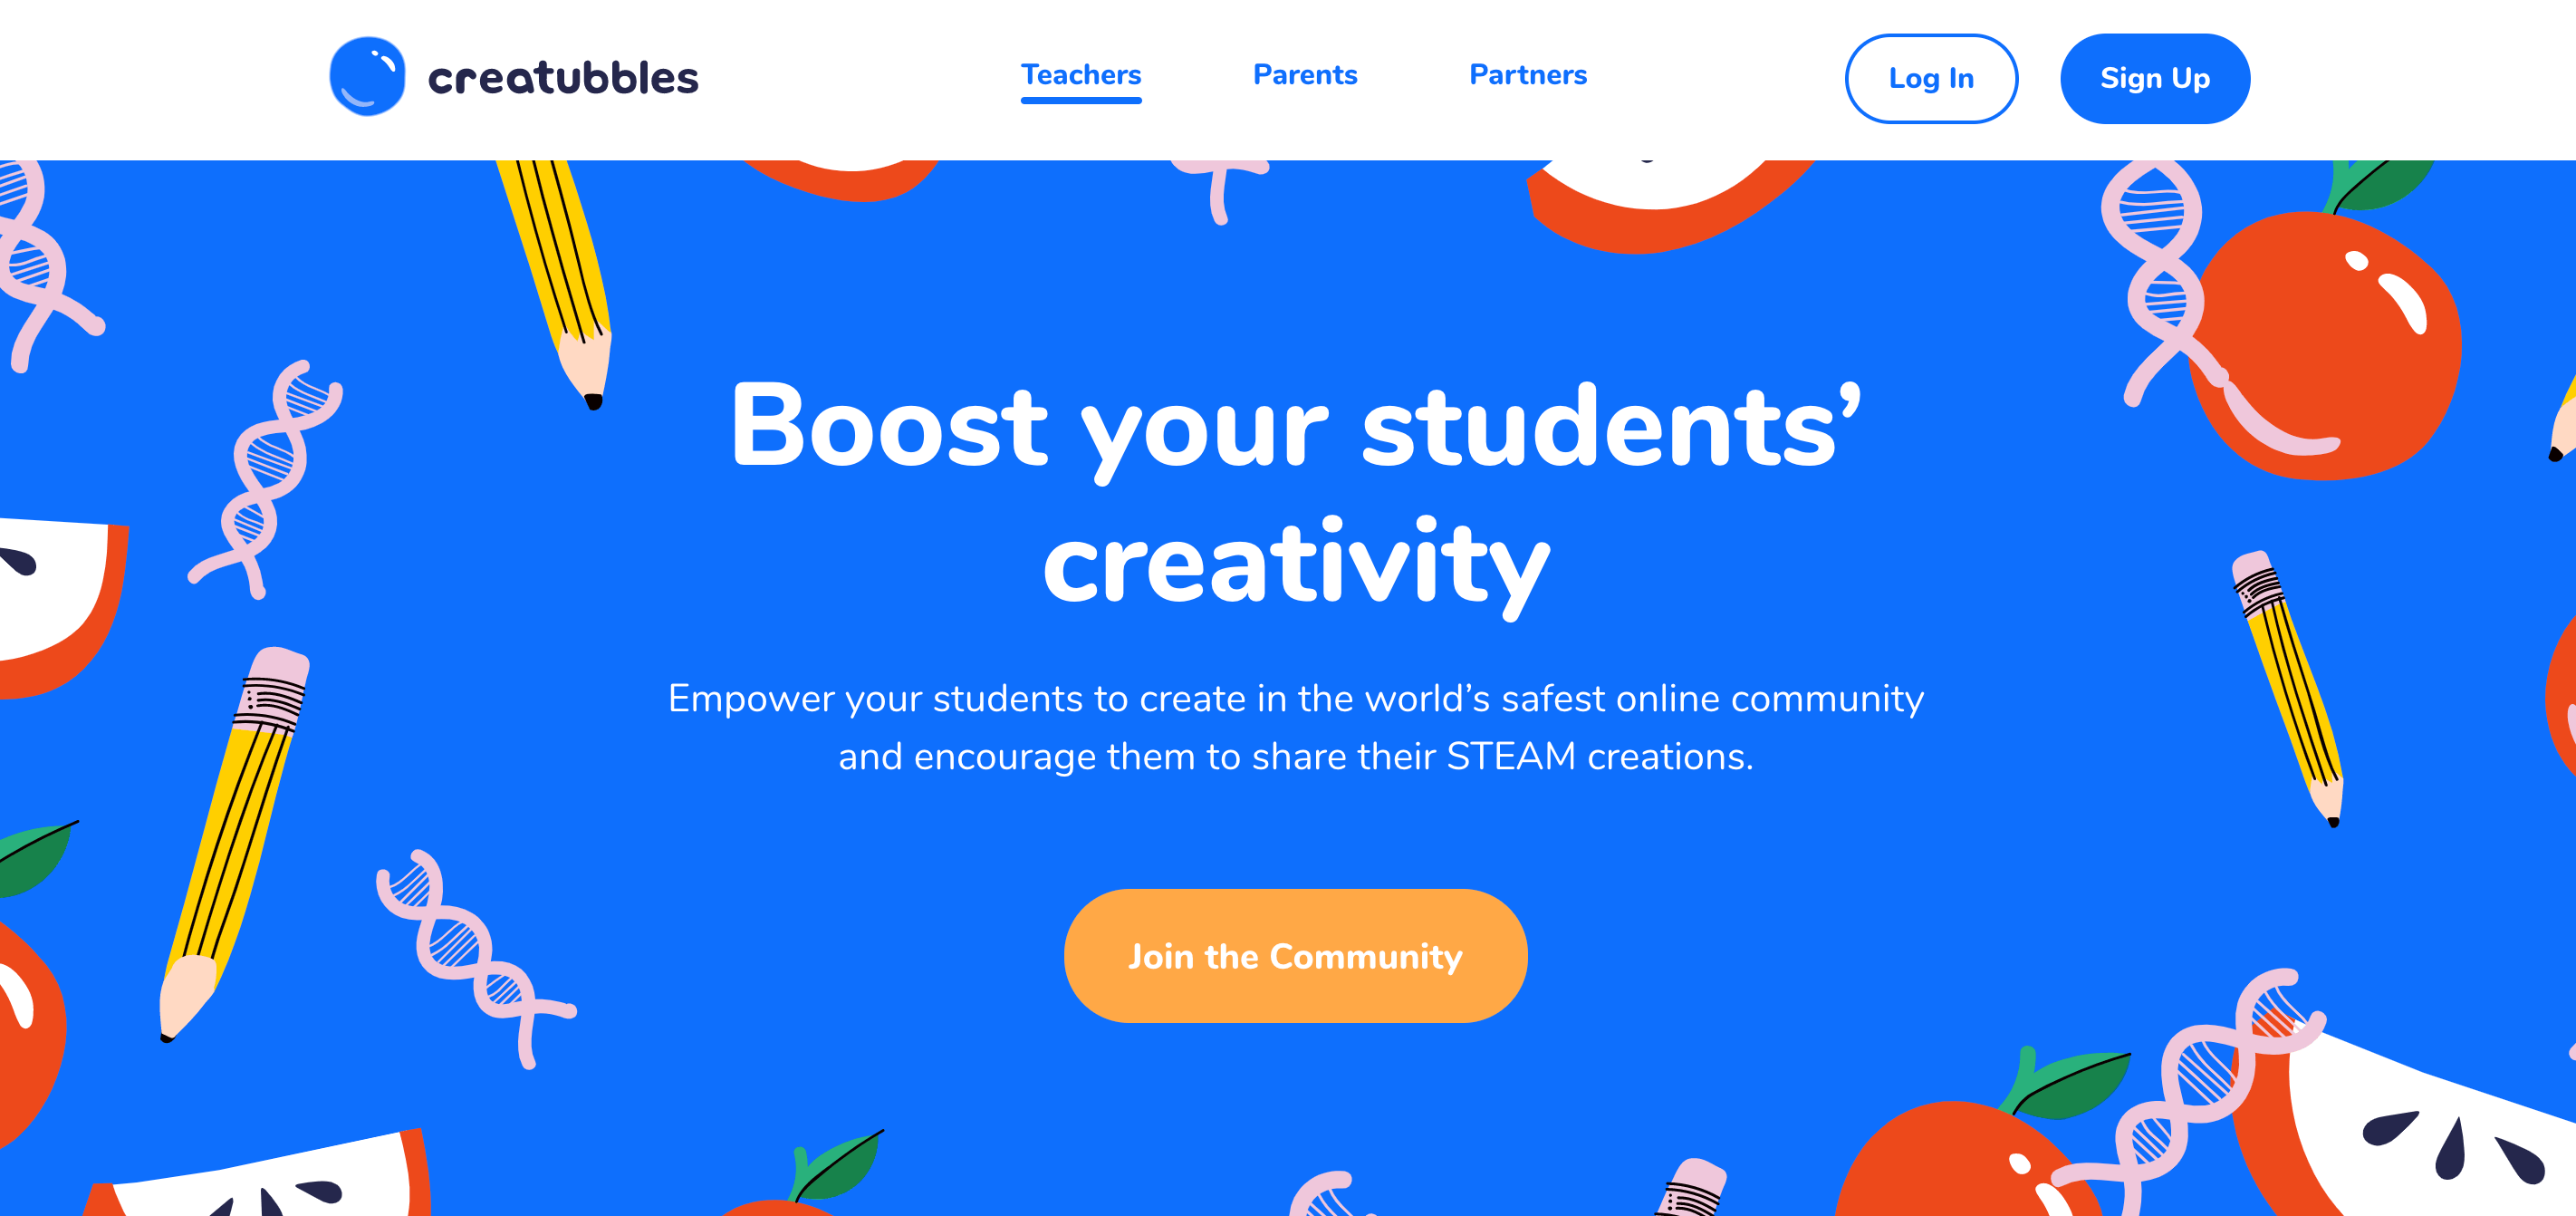 creatubbles
Teachers
Parents
Partners
Log In
Sign Up
Boost your students’
creativity
Empower your students to create in the world’s safest online community
and encourage them to share their STEAM creations.
Join the Community